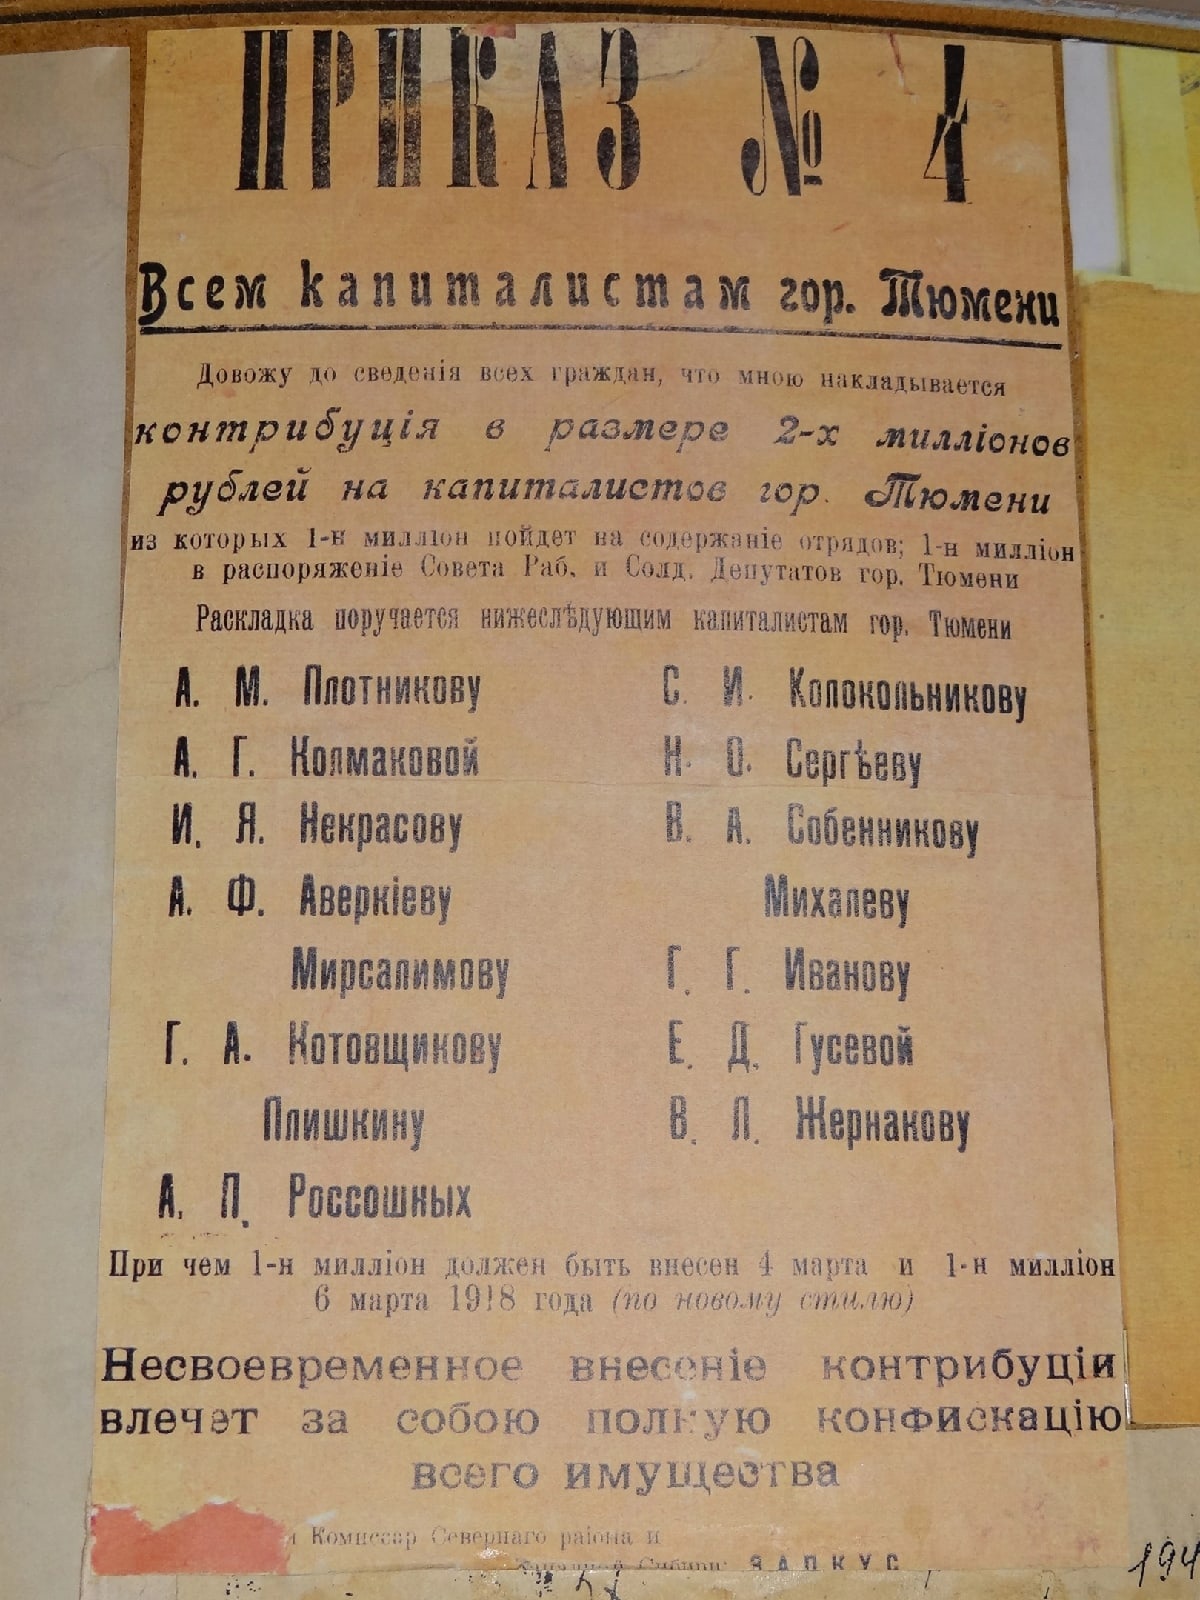 ПРИКАЗ № 4
Всем капиталистам гор. Тюмени
Довожу до сведенія всех граждан, что мною накладывается
контрибуція в размере 2-х милліонов
рублей на капиталистов гор. Тюмени
из которых 1-н милліон пойдет на содержаніе отрядов; 1-н милліон
в распоряженіе Совета Раб. и Солд. Депутатов гор. Тюмени
Раскладка поручается нижеслѣдующим капиталистам гор. Тюмени
А. М. Плотникову С. И. Колокольникову
А. Г. Колмаковой Н. О. Сергѣеву
И. Я. Некрасову В. А. Собенникову
А. Ф. Аверкіеву Михалеву
Мирсалимову Г. Г. Иванову
Г. А. Котовщикову Е. Д. Гусевой
Плишкину В. Л. Жернакову
А. П. Россошных
При чем 1-н милліон должен быть внесен 4 марта и 1-н милліон
6 марта 1918 года (по новому стилю)
Несвоевременное внесеніе контрибуціи
влечет за собою полную конфискацію
всего имущества
Комиссар Севернаго раіона и
Западной Сибири: ЗАПКУС
194